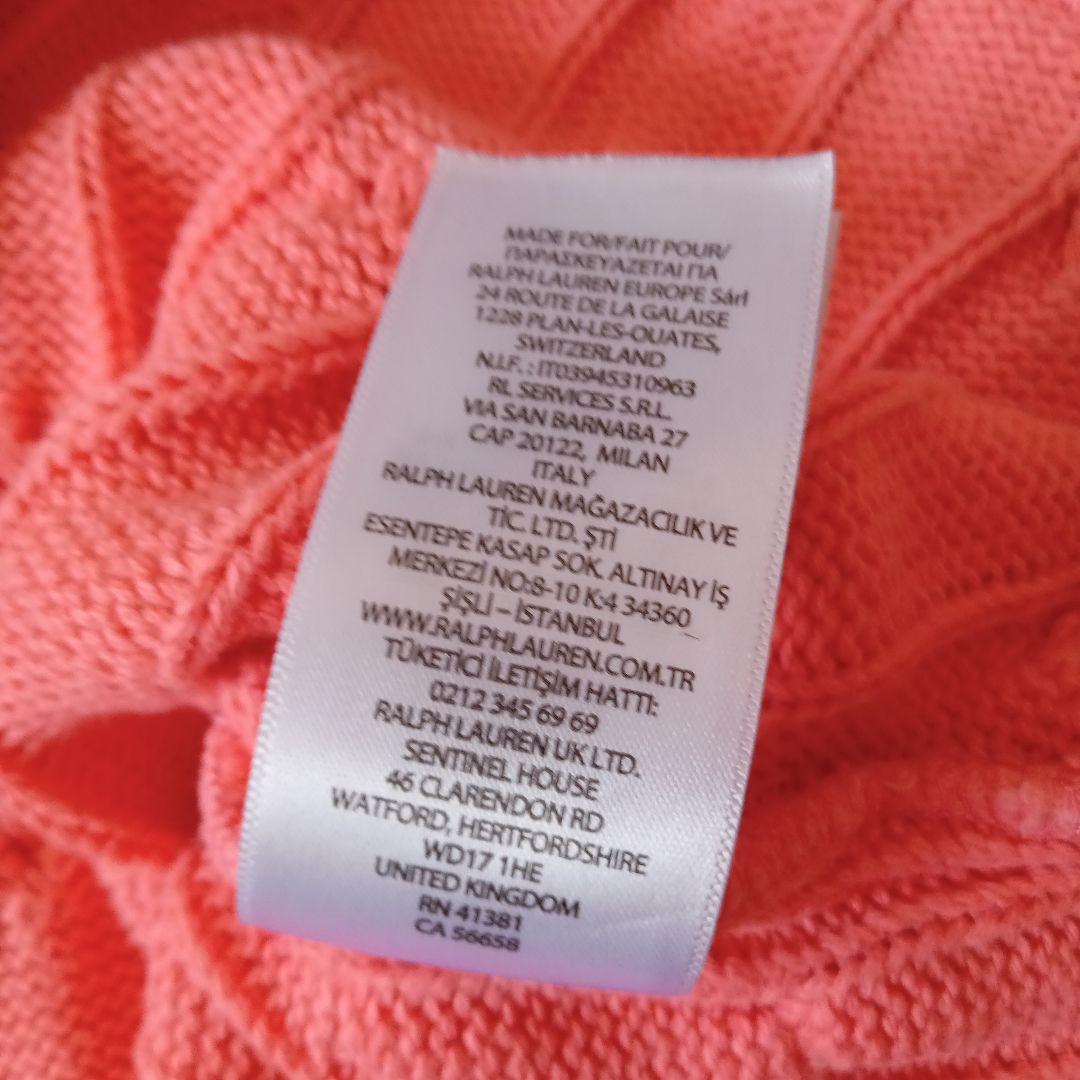 MADE FOR/FAIT POUR/
ΠΑΡΑΣΚΕΥΑΖΕΤΑΙ ΓΙΑ
RALPH LAUREN EUROPE Sárl
24 ROUTE DE LA GALAISE
1228 PLAN-LES-OUATES,
SWITZERLAND
N.I.F. : IT03945310963
RL SERVICES S.R.L.
VIA SAN BARNABA 27
CAP 20122, MILAN
ITALY
RALPH LAUREN MAĞAZACILIK VE
TİC. LTD. ŞTİ
ESENTEPE KASAP SOK. ALTINAY İŞ
MERKEZİ NO:8-10 K:4 34360
ŞİŞLİ – İSTANBUL
WWW.RALPHLAUREN.COM.TR
TÜKETİCİ İLETİŞİM HATTI:
0212 345 69 69
RALPH LAUREN UK LTD.
SENTINEL HOUSE
46 CLARENDON RD
WATFORD, HERTFORDSHIRE
WD17 1HE
UNITED KINGDOM
RN 41381
CA 56658